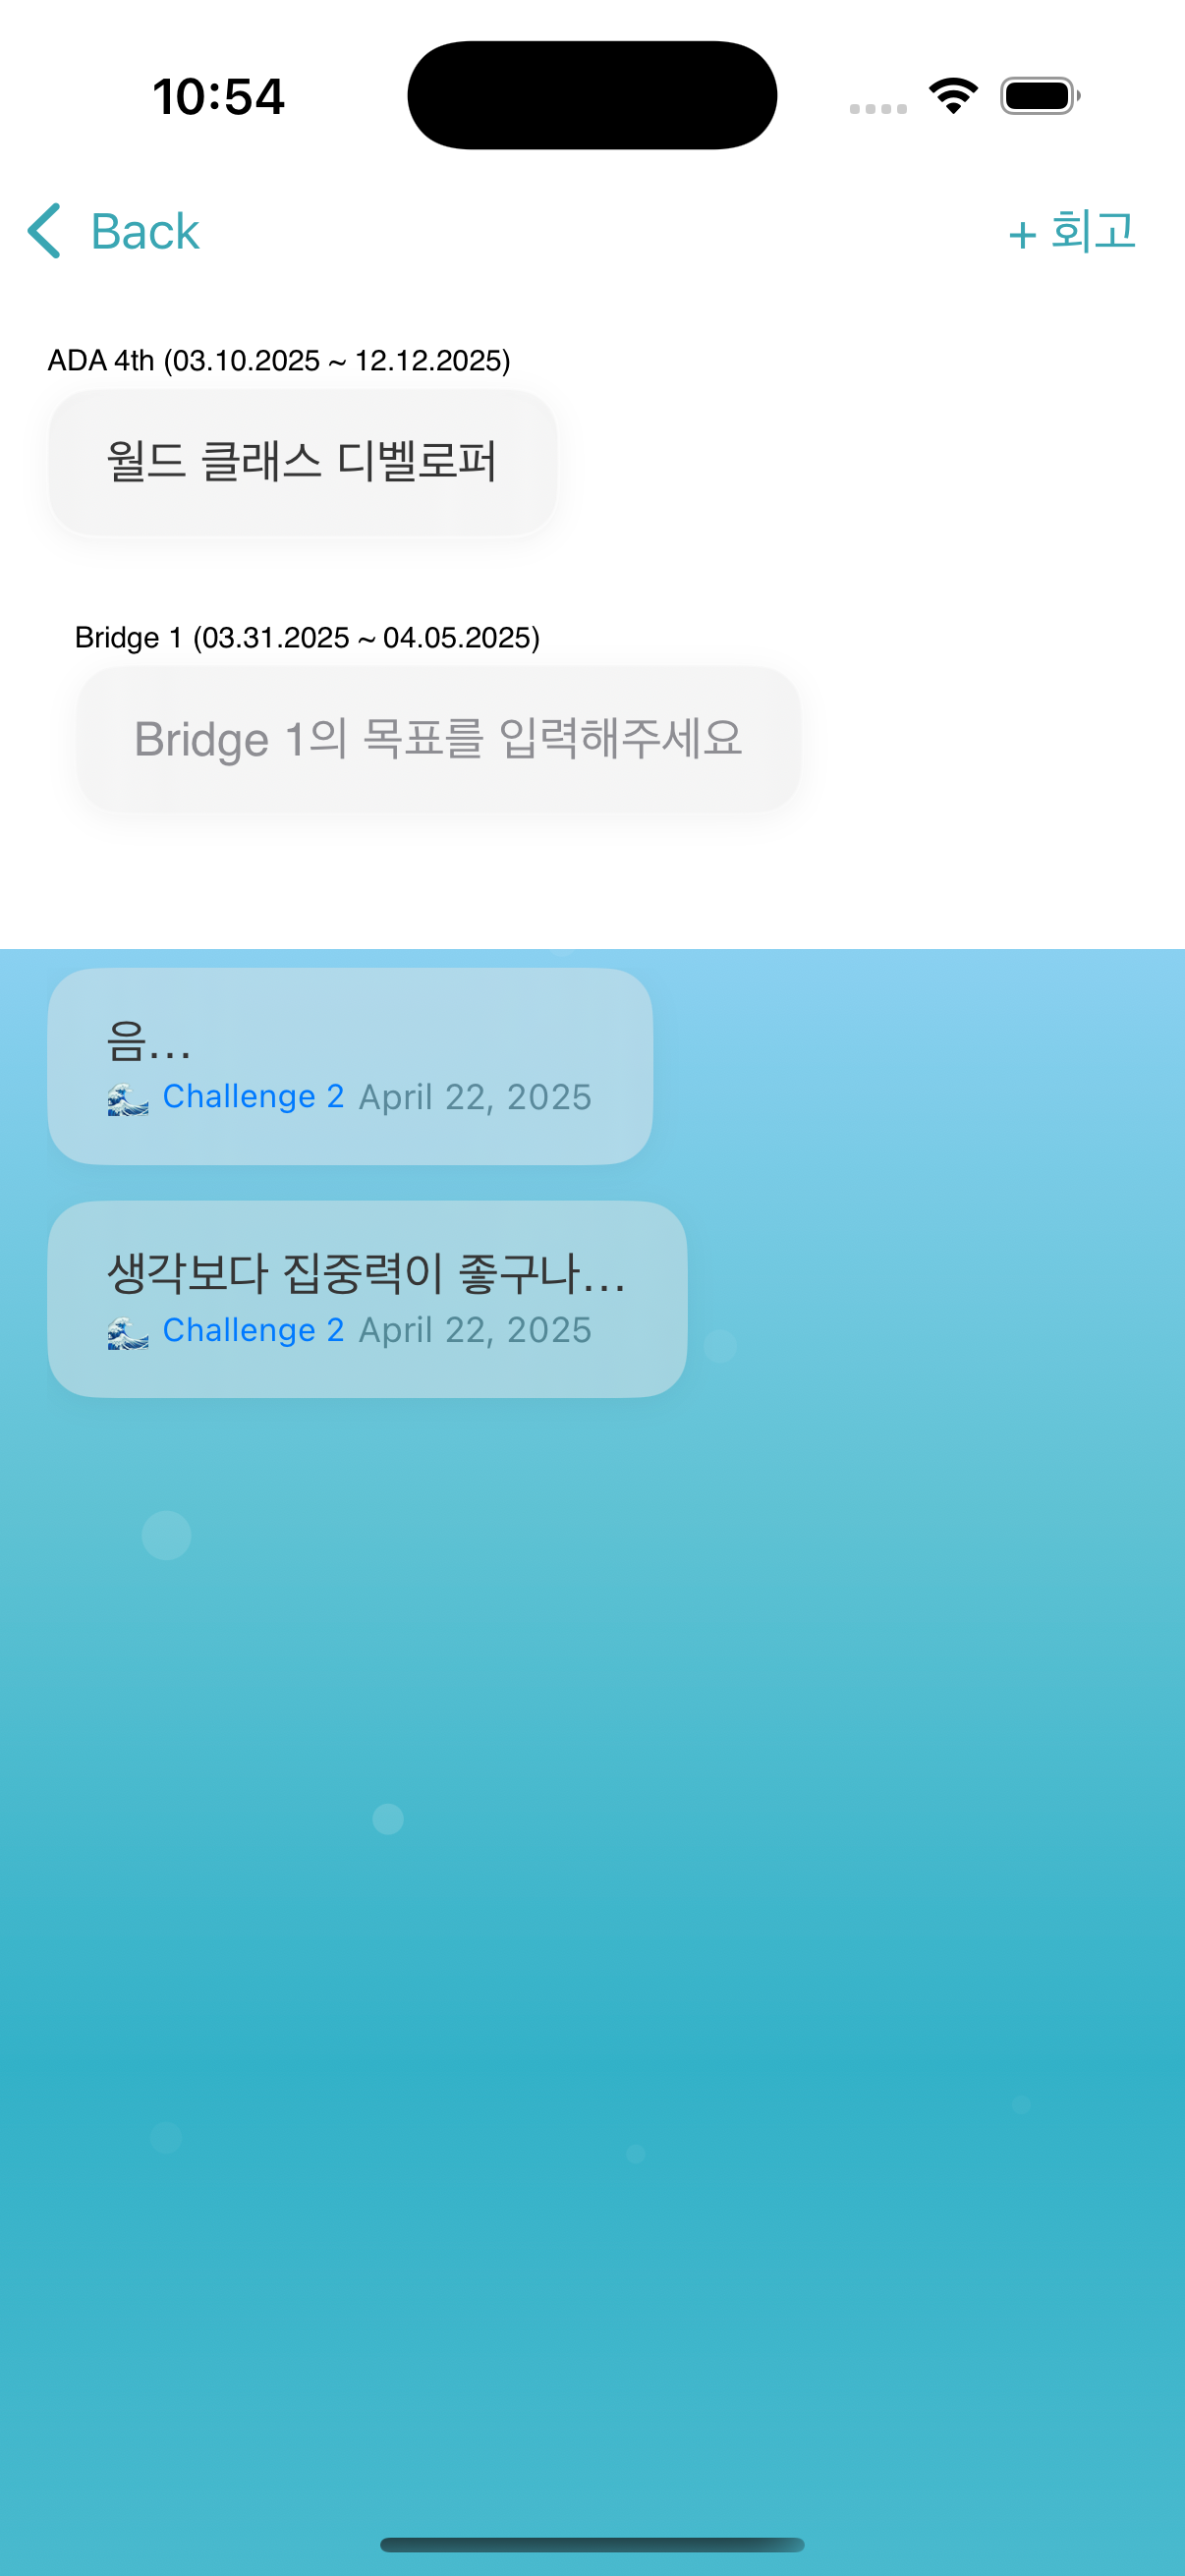 10:54
Back
+ 회고
ADA 4th (03.10.2025 ~ 12.12.2025)
월드 클래스 디벨로퍼
Bridge 1 (03.31.2025 ~ 04.05.2025)
Bridge 1의 목표를 입력해주세요
음...
🌊 Challenge 2 April 22, 2025
생각보다 집중력이 좋구나...
🌊 Challenge 2 April 22, 2025